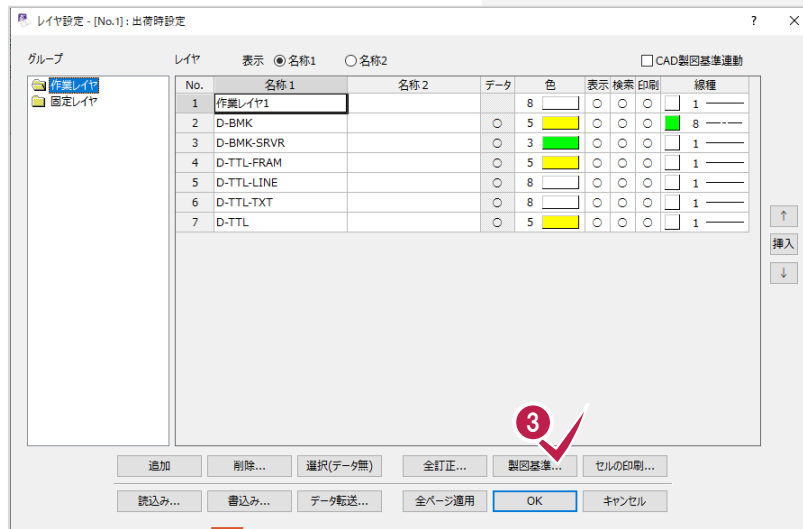 レイヤ設定 - [No.1] : 出荷時設定 ? ×
グループ レイヤ 表示 名称1 名称2 CAD製図基準連動
作業レイヤ
固定レイヤ
No. 名称1 名称2 データ 色 表示 検索 印刷 線種
1 作業レイヤ1 8 ○ ○ ○ 1
2 D-BMK ○ 5 ○ ○ ○ 8
3 D-BMK-SRVR ○ 3 ○ ○ ○ 1
4 D-TTL-FRAM ○ 5 ○ ○ ○ 1
5 D-TTL-LINE ○ 8 ○ ○ ○ 1
6 D-TTL-TXT ○ 8 ○ ○ ○ 1
7 D-TTL ○ 5 ○ ○ ○ 1
↑
挿入
↓
3
追加 削除... 選択(データ無) 全訂正... 製図基準... セルの印刷...
読込み... 書込み... データ転送... 全ページ適用 OK キャンセル